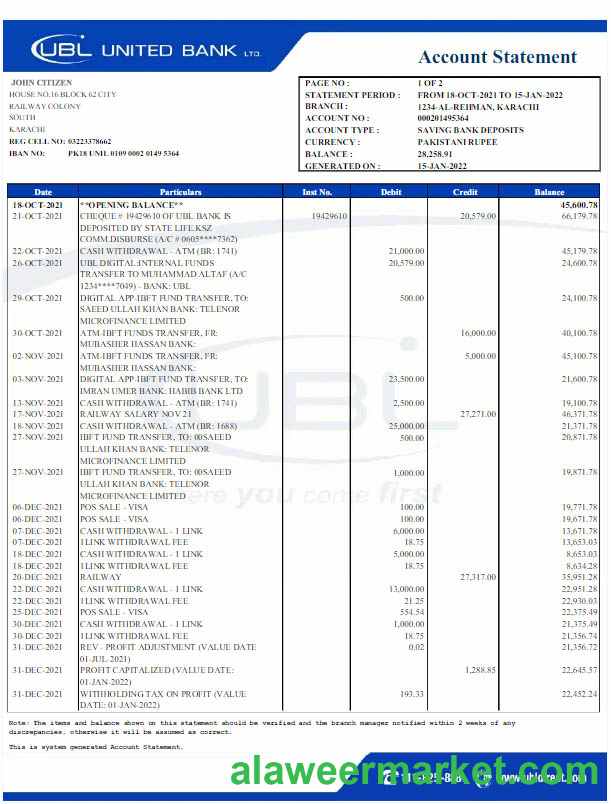 UBL UNITED BANK LTD.
Account Statement
JOHN CITIZEN
HOUSE NO.16 BLOCK 62 CITY
RAILWAY COLONY
SOUTH
KARACHI
REG CELL NO: 03223378662
IBAN NO: PK18 UNIL 0109 0002 0149 5364
PAGE NO : 1 OF 2
STATEMENT PERIOD : FROM 18-OCT-2021 TO 15-JAN-2022
BRANCH : 1234-AL-REHMAN, KARACHI
ACCOUNT NO : 000201495364
ACCOUNT TYPE : SAVING BANK DEPOSITS
CURRENCY : PAKISTANI RUPEE
BALANCE : 28,258.91
GENERATED ON : 15-JAN-2022
Date Particulars Inst No. Debit Credit Balance
18-OCT-2021 **OPENING BALANCE** 45,600.78
21-OCT-2021 CHEQUE # 19429610 OF UBL BANK IS 19429610 20,579.00 66,179.78
DEPOSITED BY STATE LIFE.KSZ
COMM.DISBURSE (A/C # 0605****7362)
22-OCT-2021 CASH WITHDRAWAL - ATM (BR: 1741) 21,000.00 45,179.78
26-OCT-2021 UBL DIGITAL:INTERNAL FUNDS 20,579.00 24,600.78
TRANSFER TO MUHAMMAD ALTAF (A/C
1234****7049) - BANK: UBL
29-OCT-2021 DIGITAL APP-IBFT FUND TRANSFER, TO: 500.00 24,100.78
SAEED ULLAH KHAN BANK: TELENOR
MICROFINANCE LIMITED
30-OCT-2021 ATM-IBFT FUNDS TRANSFER, FR: 16,000.00 40,100.78
MUBASHER HASSAN BANK:
02-NOV-2021 ATM-IBFT FUNDS TRANSFER, FR: 5,000.00 45,100.78
MUBASHER HASSAN BANK:
03-NOV-2021 DIGITAL APP-IBFT FUND TRANSFER, TO: 23,500.00 21,600.78
IMRAN UMER BANK: HABIB BANK LTD
13-NOV-2021 CASH WITHDRAWAL - ATM (BR: 1741) 2,500.00 19,100.78
17-NOV-2021 RAILWAY SALARY NOV 21 27,271.00 46,371.78
18-NOV-2021 CASH WITHDRAWAL - ATM (BR: 1688) 25,000.00 21,371.78
27-NOV-2021 IBFT FUND TRANSFER, TO: 00SAEED 500.00 20,871.78
ULLAH KHAN BANK: TELENOR
MICROFINANCE LIMITED
27-NOV-2021 IBFT FUND TRANSFER, TO: 00SAEED 1,000.00 19,871.78
ULLAH KHAN BANK: TELENOR
MICROFINANCE LIMITED
06-DEC-2021 POS SALE - VISA 100.00 19,771.78
06-DEC-2021 POS SALE - VISA 100.00 19,671.78
07-DEC-2021 CASH WITHDRAWAL - 1 LINK 6,000.00 13,671.78
07-DEC-2021 1LINK WITHDRAWAL FEE 18.75 13,653.03
18-DEC-2021 CASH WITHDRAWAL - 1 LINK 5,000.00 8,653.03
18-DEC-2021 1LINK WITHDRAWAL FEE 18.75 8,634.28
20-DEC-2021 RAILWAY 27,317.00 35,951.28
22-DEC-2021 CASH WITHDRAWAL - 1 LINK 13,000.00 22,951.28
22-DEC-2021 1LINK WITHDRAWAL FEE 21.25 22,930.03
25-DEC-2021 POS SALE - VISA 554.54 22,375.49
30-DEC-2021 CASH WITHDRAWAL - 1 LINK 1,000.00 21,375.49
30-DEC-2021 1LINK WITHDRAWAL FEE 18.75 21,356.74
31-DEC-2021 REV - PROFIT ADJUSTMENT (VALUE DATE 0.02 21,356.72
01-JUL-2021)
31-DEC-2021 PROFIT CAPITALIZED (VALUE DATE: 1,288.85 22,645.57
01-JAN-2022)
31-DEC-2021 WITHHOLDING TAX ON PROFIT (VALUE 193.33 22,452.24
DATE: 01-JAN-2022)
UBL
where you come first
Note: The items and balance shown on this statement should be verified and the branch manager notified within 2 weeks of any
discrepancies, otherwise it will be assumed as correct.
This is system generated Account Statement.
alaweermarket.com